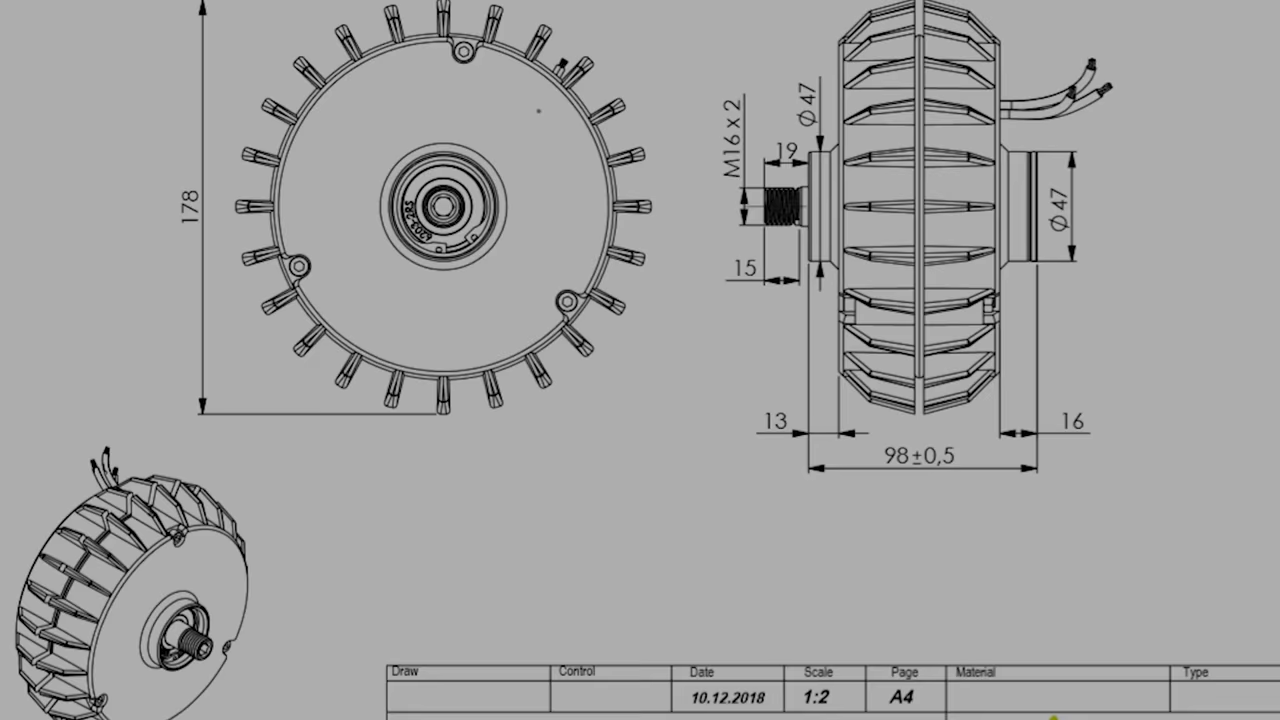 178
M16 x 2
19
Ø 47
15
Ø 47
13
16
98±0,5
Draw
Control
Date
Scale
Page
Material
Type
10.12.2018
1:2
A4